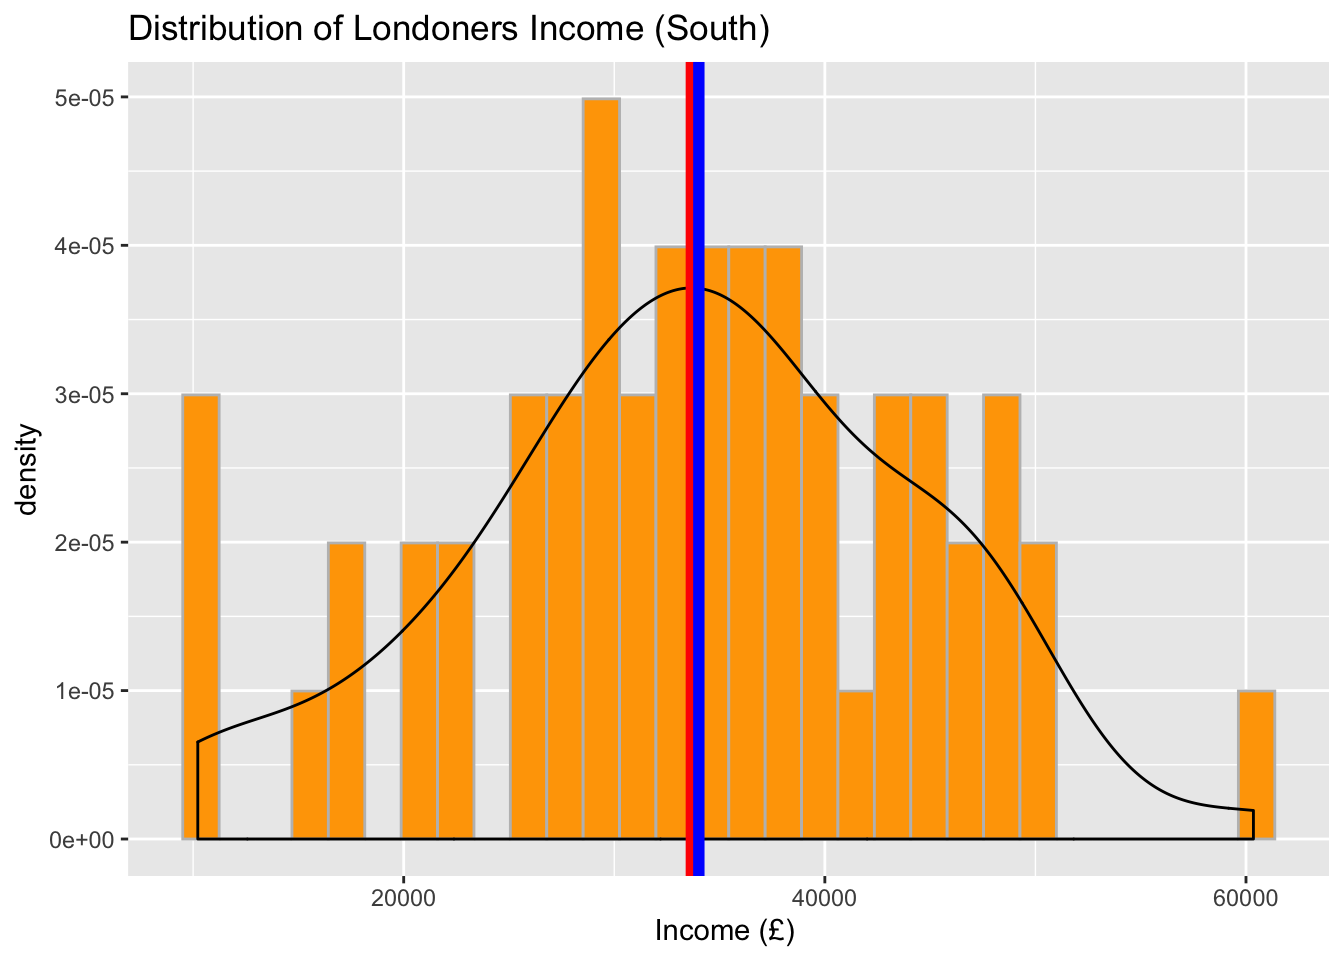 Distribution of Londoners Income (South)
5e-05
4e-05
3e-05
2e-05
1e-05
0e+00
density
20000 40000 60000
Income (£)